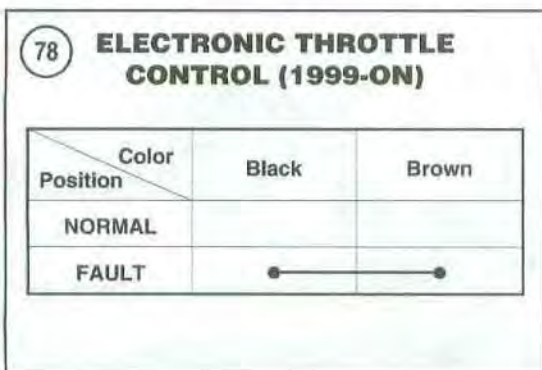 78
ELECTRONIC THROTTLE
CONTROL (1999-ON)
Color
Position
Black
Brown
NORMAL
FAULT